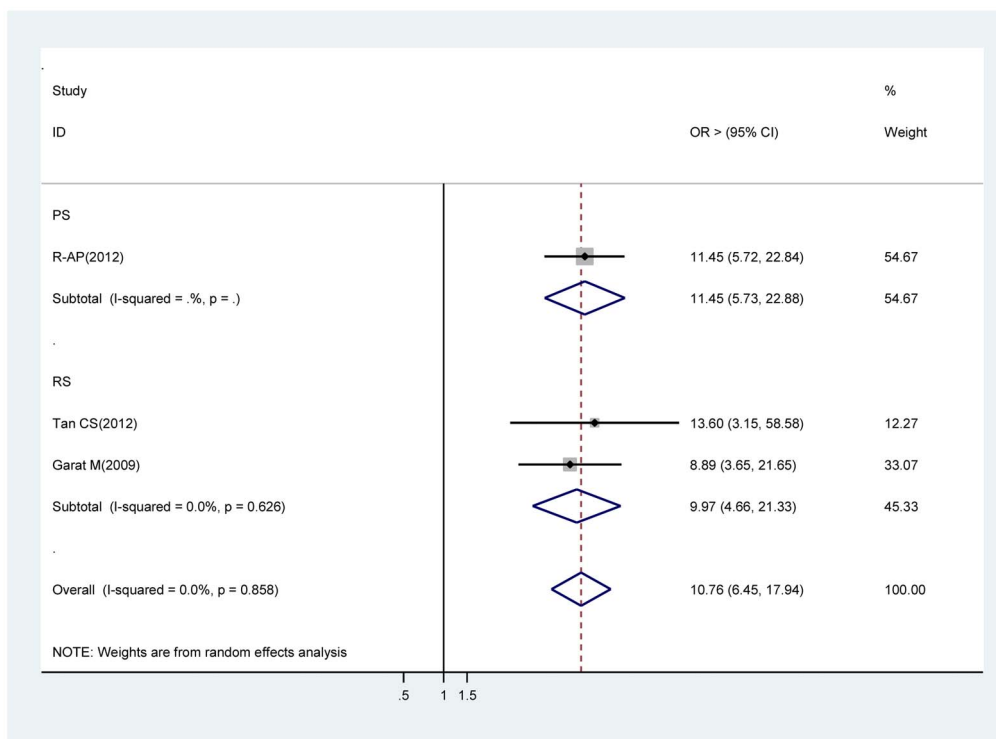 .
Study %
ID OR > (95% CI) Weight
PS
R-AP(2012) 11.45 (5.72, 22.84) 54.67
Subtotal (I-squared = .%, p = .) 11.45 (5.73, 22.88) 54.67
.
RS
Tan CS(2012) 13.60 (3.15, 58.58) 12.27
Garat M(2009) 8.89 (3.65, 21.65) 33.07
Subtotal (I-squared = 0.0%, p = 0.626) 9.97 (4.66, 21.33) 45.33
.
Overall (I-squared = 0.0%, p = 0.858) 10.76 (6.45, 17.94) 100.00
NOTE: Weights are from random effects analysis
.5 1 1.5